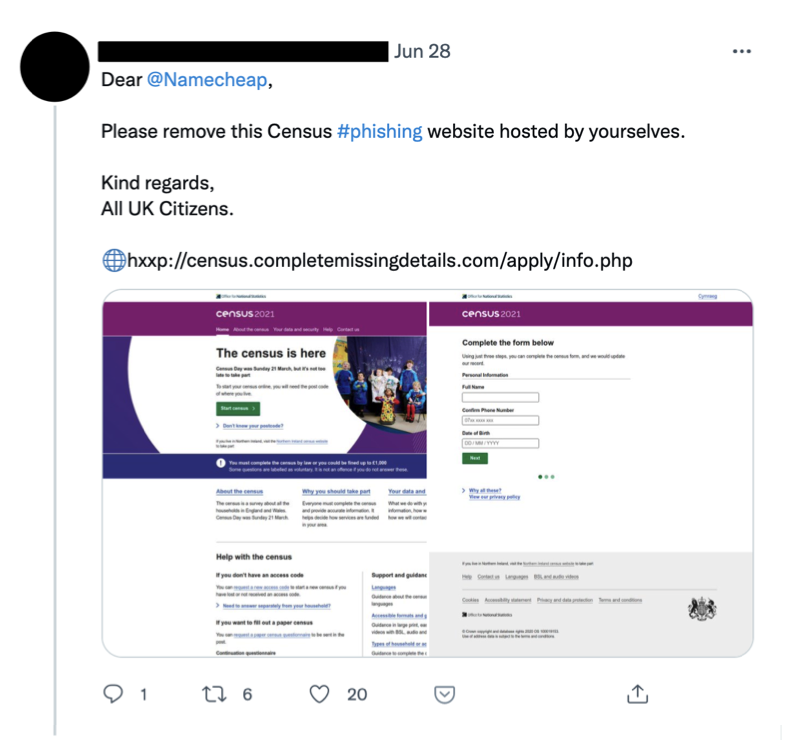 Jun 28
Dear @Namecheap,
Please remove this Census #phishing website hosted by yourselves.
Kind regards,
All UK Citizens.
hxxp://census.completemissingdetails.com/apply/info.php
Office for National Statistics
census 2021
Home About the census Your data and security Help Contact us
The census is here
Census Day was Sunday 21 March, but it's not too
late to take part
To start your census online, you will need the post code
of where you live.
Start census >
> Don't know your postcode?
If you live in Northern Ireland, visit the Northern Ireland census website
to take part
! You must complete the census by law or you could be fined up to £1,000
Some questions are labelled as voluntary. It is not an offence if you do not answer these.
About the census Why you should take part Your data and
The census is a survey about all the Everyone must complete the census What we do with y
households in England and Wales. and provide accurate information. It information, how w
Census Day was Sunday 21 March. helps decide how services are funded how we will contac
in your area.
Help with the census
If you don't have an access code Support and guidanc
You can request a new access code to start a new census if you Languages
have lost or not received an access code. Guidance about the census
> Need to answer separately from your household? languages
If you want to fill out a paper census Accessible formats and g
You can request a paper census questionnaire to be sent in the Guidance in large print, ea
post. videos with BSL, audio and
Continuation questionnaire Types of household or ac
Guidance to complete the c
Office for National Statistics Cymraeg
census 2021
Complete the form below
Using just three steps, you can complete the census form, and we would update
our record.
Personal Information
Full Name
Confirm Phone Number
07xx xxx xxx
Date of Birth
DD / MM / YYYY
Next
> Why all these?
View our privacy policy
If you live in Northern Ireland, visit the Northern Ireland census website to take part
Help Contact us Languages BSL and audio videos
Cookies Accessibility statement Privacy and data protection Terms and conditions
Office for National Statistics
Use of address data is subject to the terms and conditions.
1 6 20